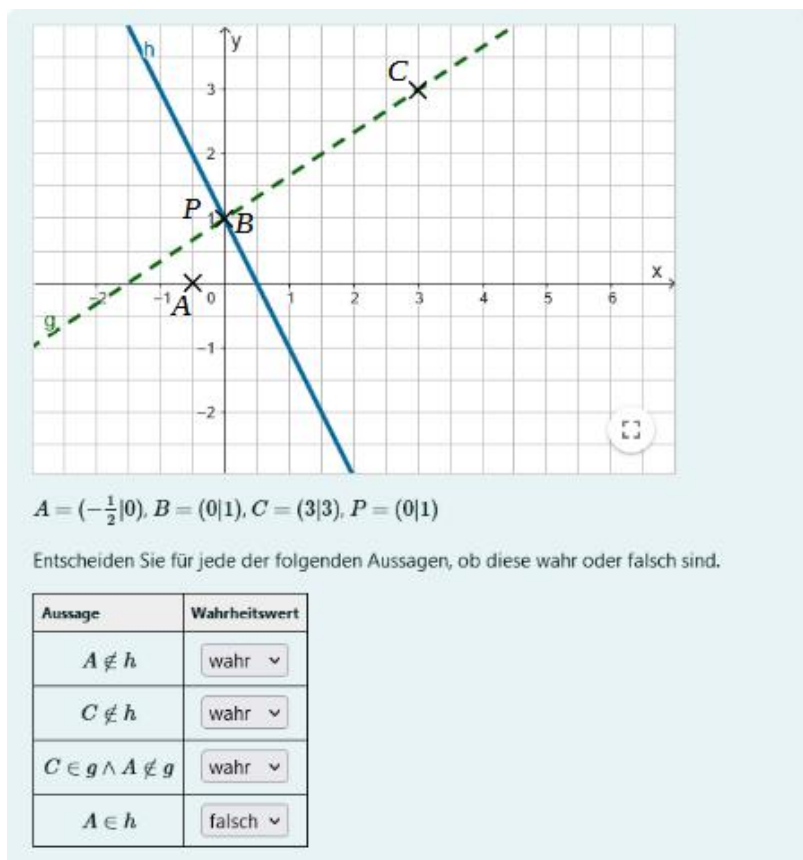 h
y
C
3
2
P
1
B
x
-2
-1
A
0
1
2
3
4
5
6
g
-1
-2
A = (-\frac{1}{2}|0), B = (0|1), C = (3|3), P = (0|1)
Entscheiden Sie für jede der folgenden Aussagen, ob diese wahr oder falsch sind.
Aussage Wahrheitswert
A ∉ h wahr
C ∉ h wahr
C ∈ g ∧ A ∉ g wahr
A ∈ h falsch